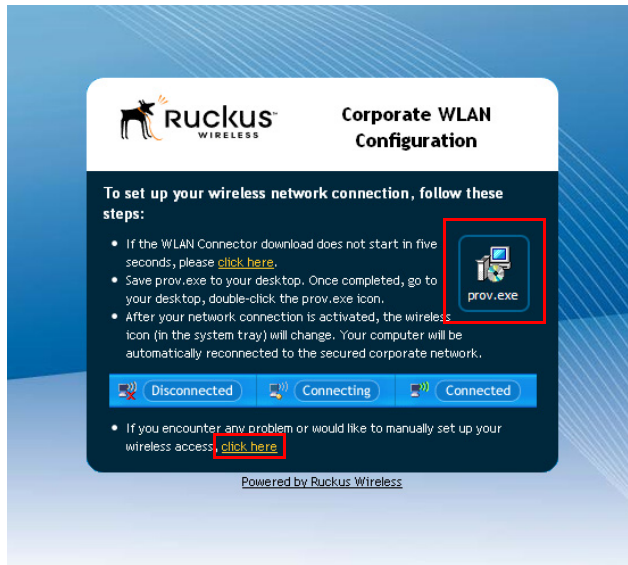 RUCKUS™
WIRELESS
Corporate WLAN
Configuration
To set up your wireless network connection, follow these
steps:
• If the WLAN Connector download does not start in five
seconds, please click here.
• Save prov.exe to your desktop. Once completed, go to
your desktop, double-click the prov.exe icon.
• After your network connection is activated, the wireless
icon (in the system tray) will change. Your computer will be
automatically reconnected to the secured corporate network.
prov.exe
Disconnected Connecting Connected
• If you encounter any problem or would like to manually set up your
wireless access, click here
Powered by Ruckus Wireless